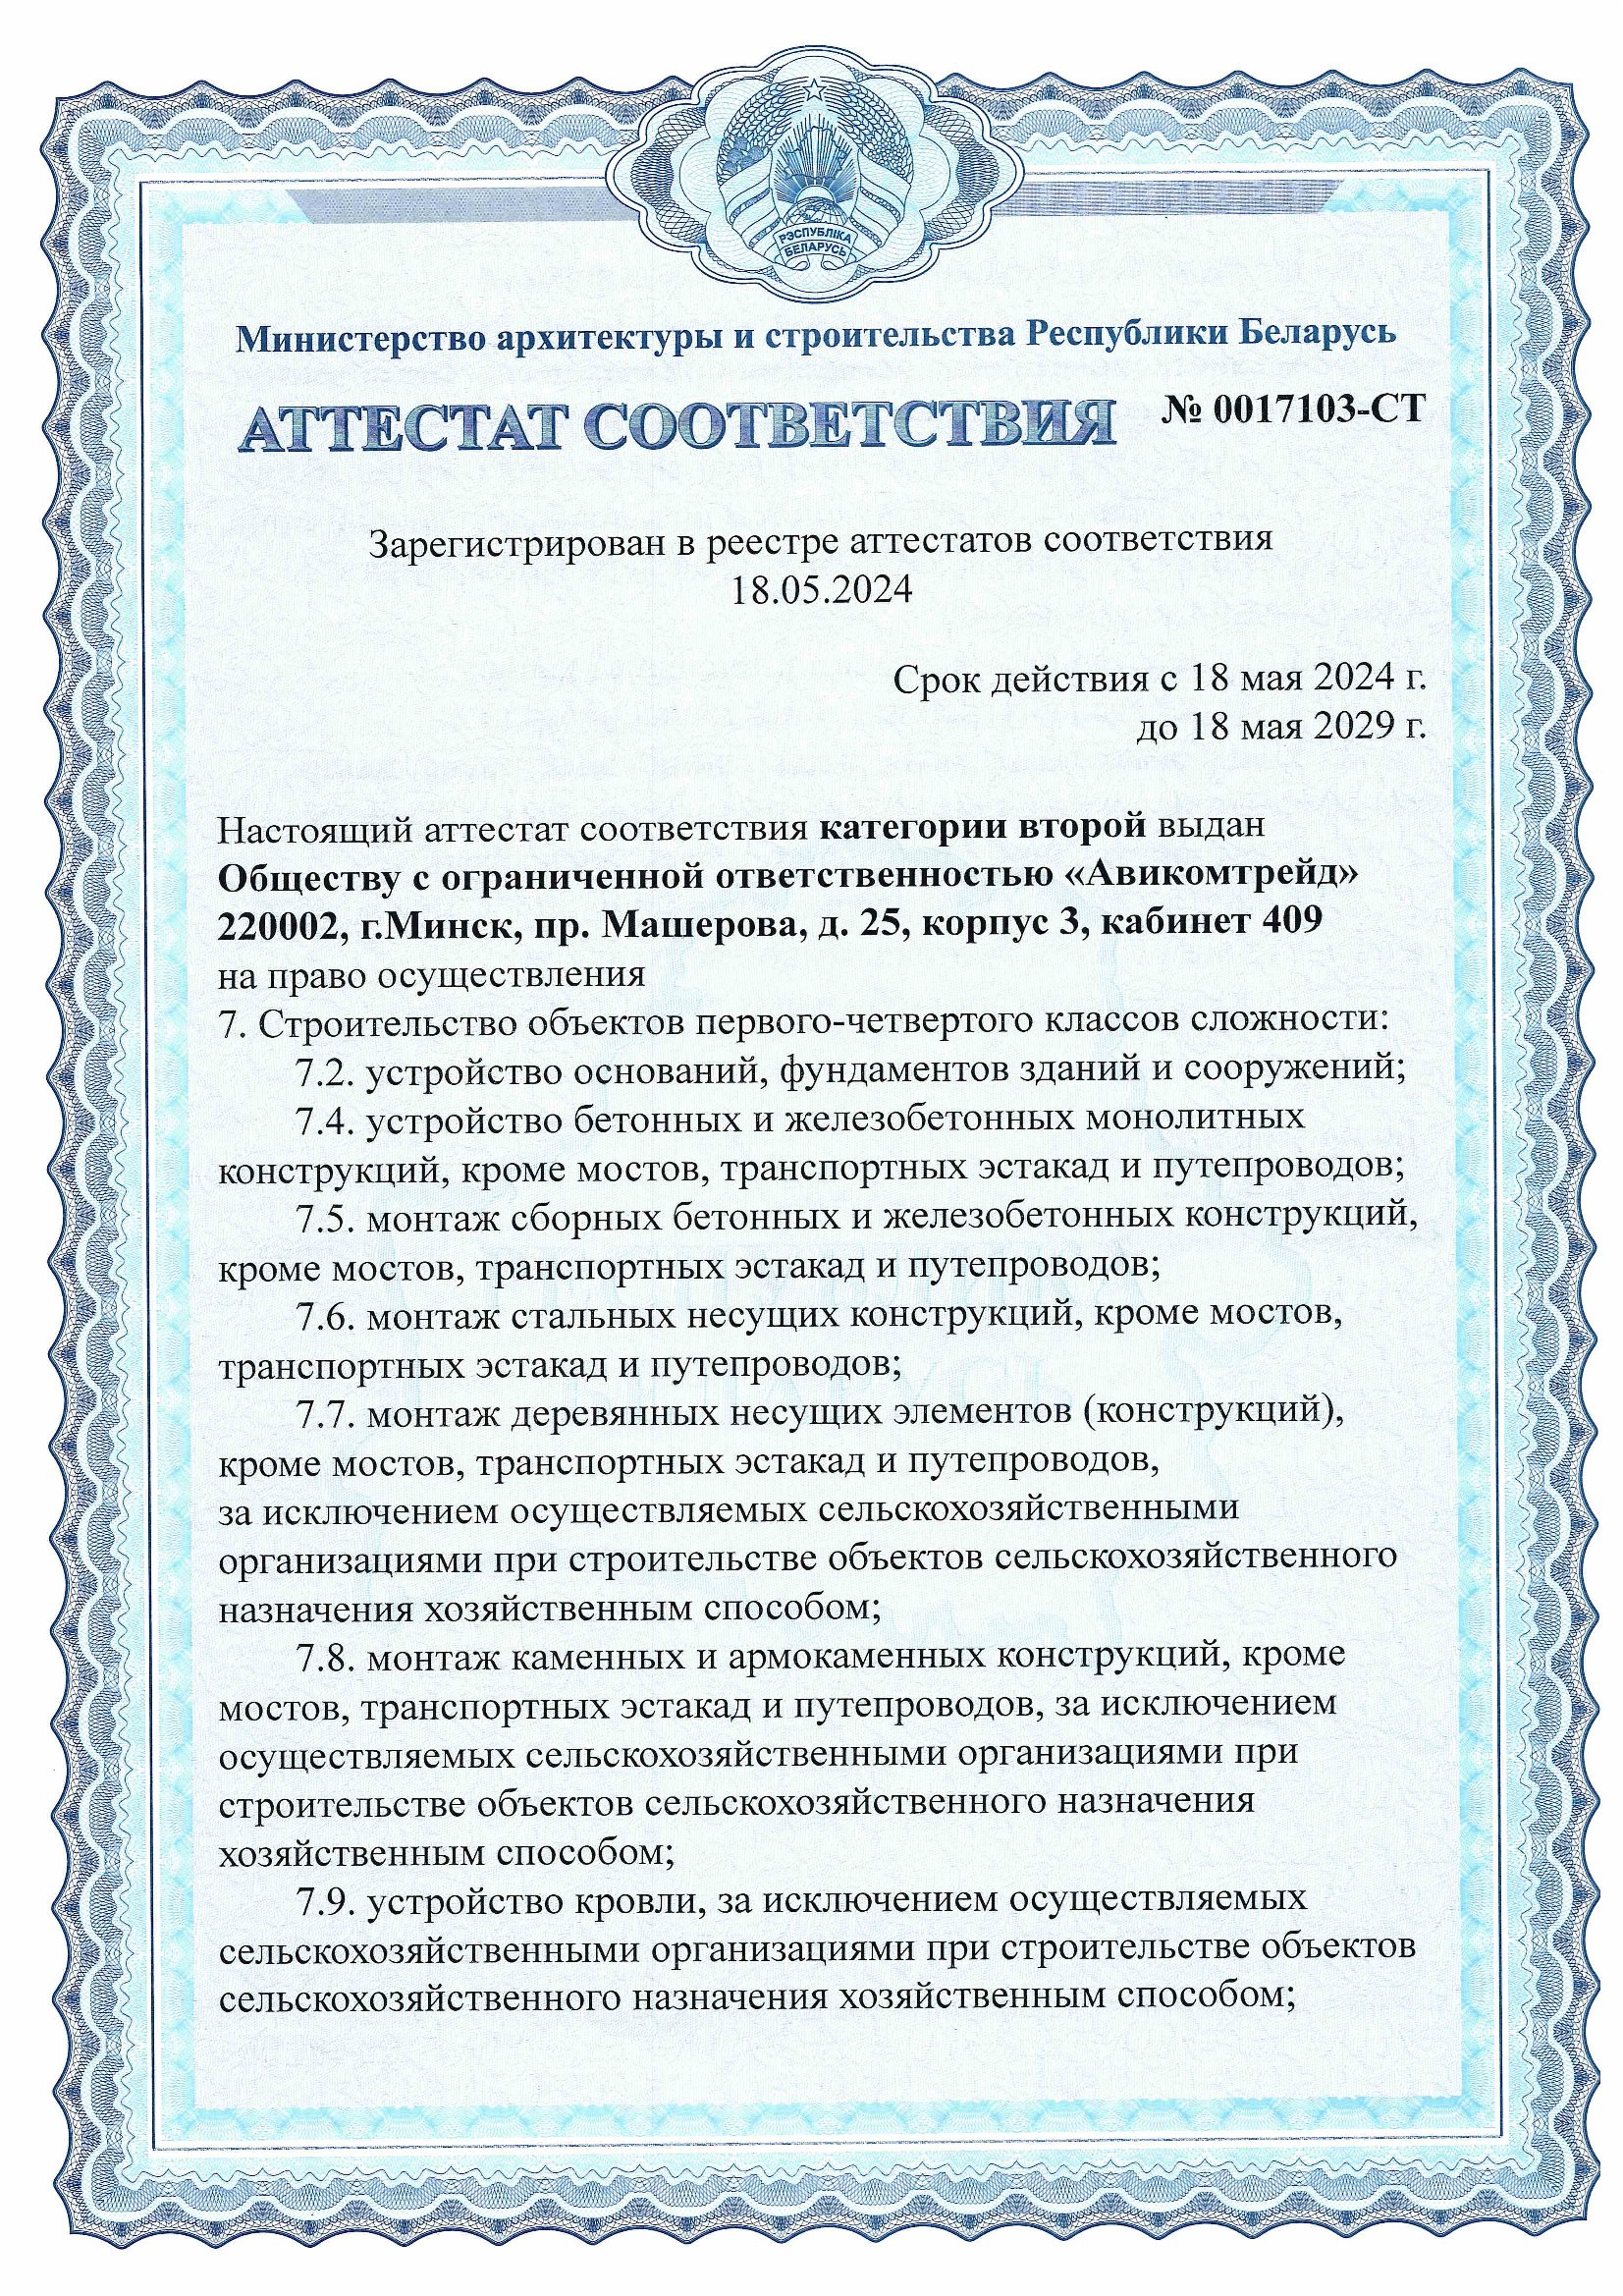 РЭСПУБЛІКА
БЕЛАРУСЬ
Министерство архитектуры и строительства Республики Беларусь
АТТЕСТАТ СООТВЕТСТВИЯ № 0017103-СТ
Зарегистрирован в реестре аттестатов соответствия
18.05.2024
Срок действия с 18 мая 2024 г.
до 18 мая 2029 г.
Настоящий аттестат соответствия категории второй выдан
Обществу с ограниченной ответственностью «Авикомтрейд»
220002, г.Минск, пр. Машерова, д. 25, корпус 3, кабинет 409
на право осуществления
7. Строительство объектов первого-четвертого классов сложности:
7.2. устройство оснований, фундаментов зданий и сооружений;
7.4. устройство бетонных и железобетонных монолитных
конструкций, кроме мостов, транспортных эстакад и путепроводов;
7.5. монтаж сборных бетонных и железобетонных конструкций,
кроме мостов, транспортных эстакад и путепроводов;
7.6. монтаж стальных несущих конструкций, кроме мостов,
транспортных эстакад и путепроводов;
7.7. монтаж деревянных несущих элементов (конструкций),
кроме мостов, транспортных эстакад и путепроводов,
за исключением осуществляемых сельскохозяйственными
организациями при строительстве объектов сельскохозяйственного
назначения хозяйственным способом;
7.8. монтаж каменных и армокаменных конструкций, кроме
мостов, транспортных эстакад и путепроводов, за исключением
осуществляемых сельскохозяйственными организациями при
строительстве объектов сельскохозяйственного назначения
хозяйственным способом;
7.9. устройство кровли, за исключением осуществляемых
сельскохозяйственными организациями при строительстве объектов
сельскохозяйственного назначения хозяйственным способом;